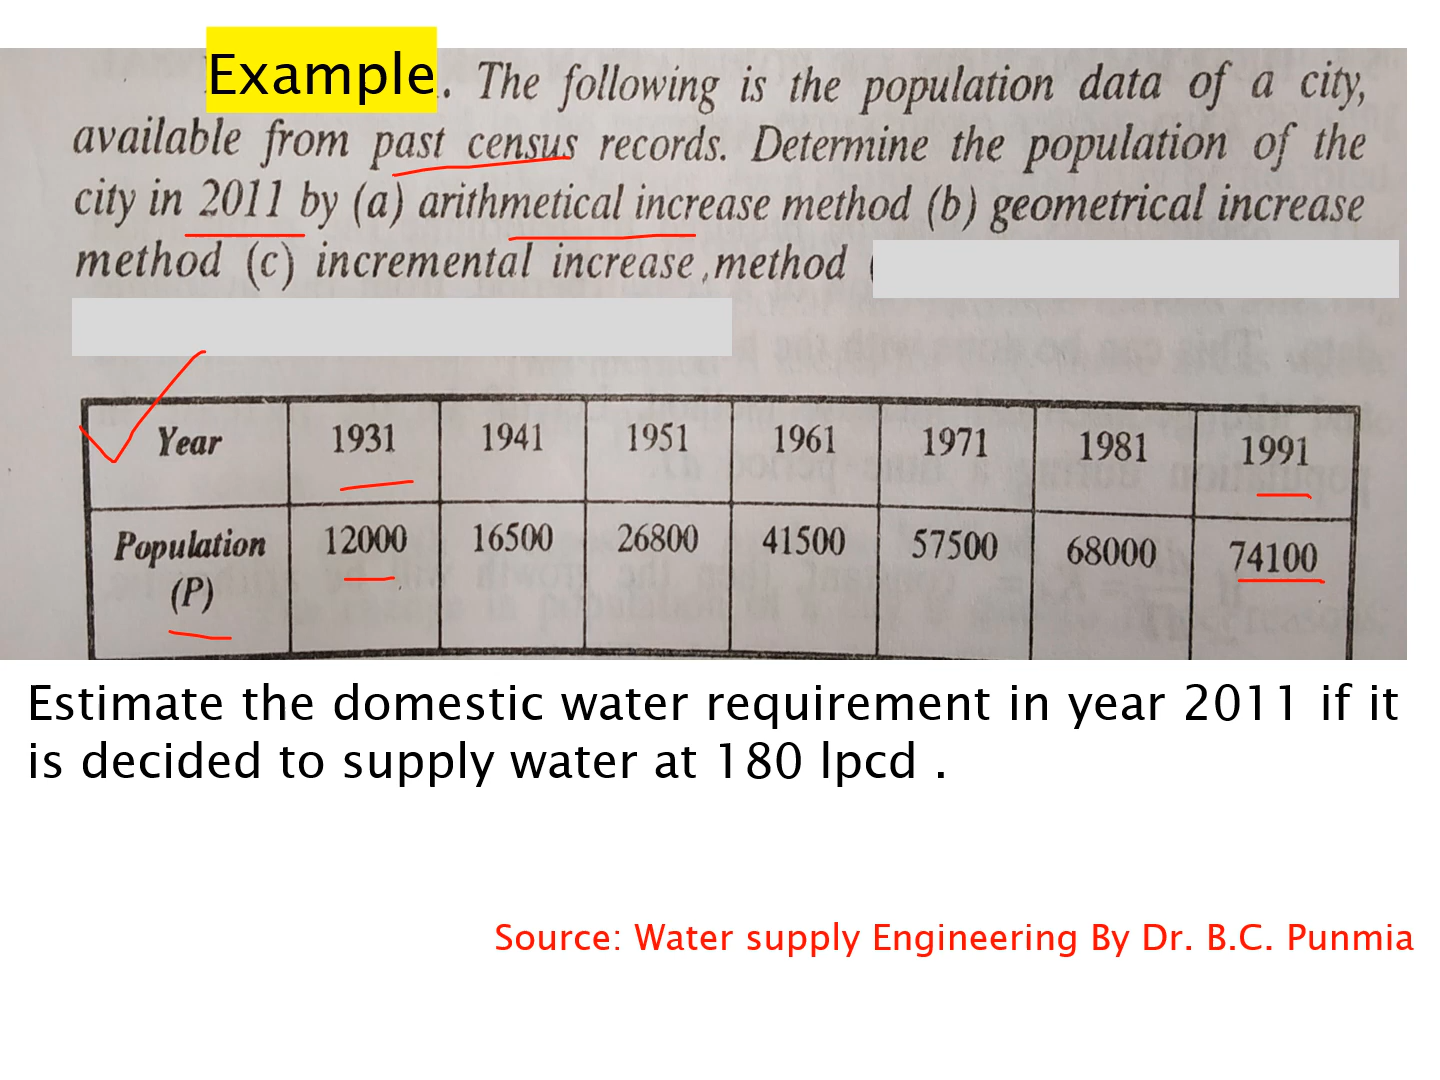 Example. The following is the population data of a city,
available from past census records. Determine the population of the
city in 2011 by (a) arithmetical increase method (b) geometrical increase
method (c) incremental increase method (
Year 1931 1941 1951 1961 1971 1981 1991
Population 12000 16500 26800 41500 57500 68000 74100
(P)
Estimate the domestic water requirement in year 2011 if it
is decided to supply water at 180 lpcd .
Source: Water supply Engineering By Dr. B.C. Punmia